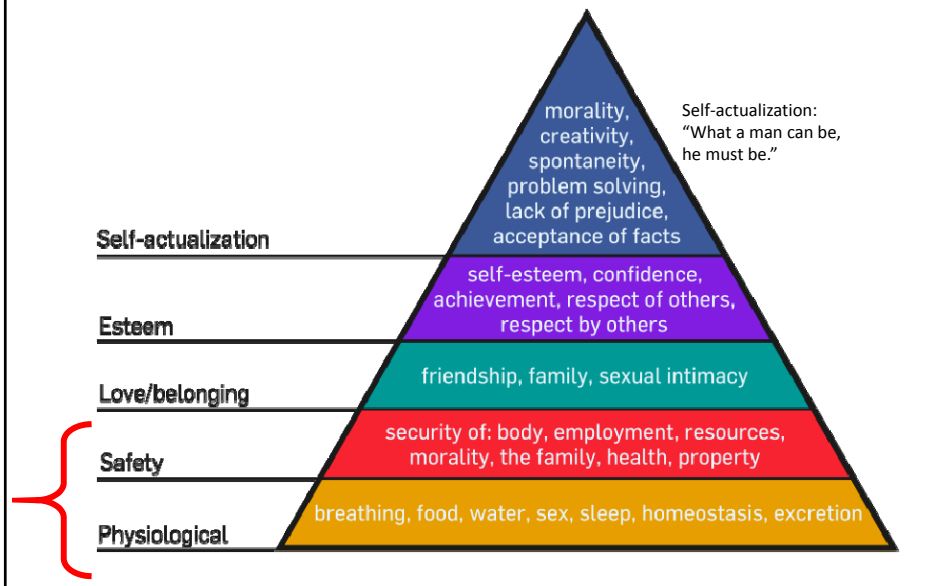 morality,
creativity,
spontaneity,
problem solving,
lack of prejudice,
acceptance of facts
Self-actualization:
“What a man can be,
he must be.”
Self-actualization
self-esteem, confidence,
achievement, respect of others,
respect by others
Esteem
friendship, family, sexual intimacy
Love/belonging
security of: body, employment, resources,
morality, the family, health, property
Safety
breathing, food, water, sex, sleep, homeostasis, excretion
Physiological